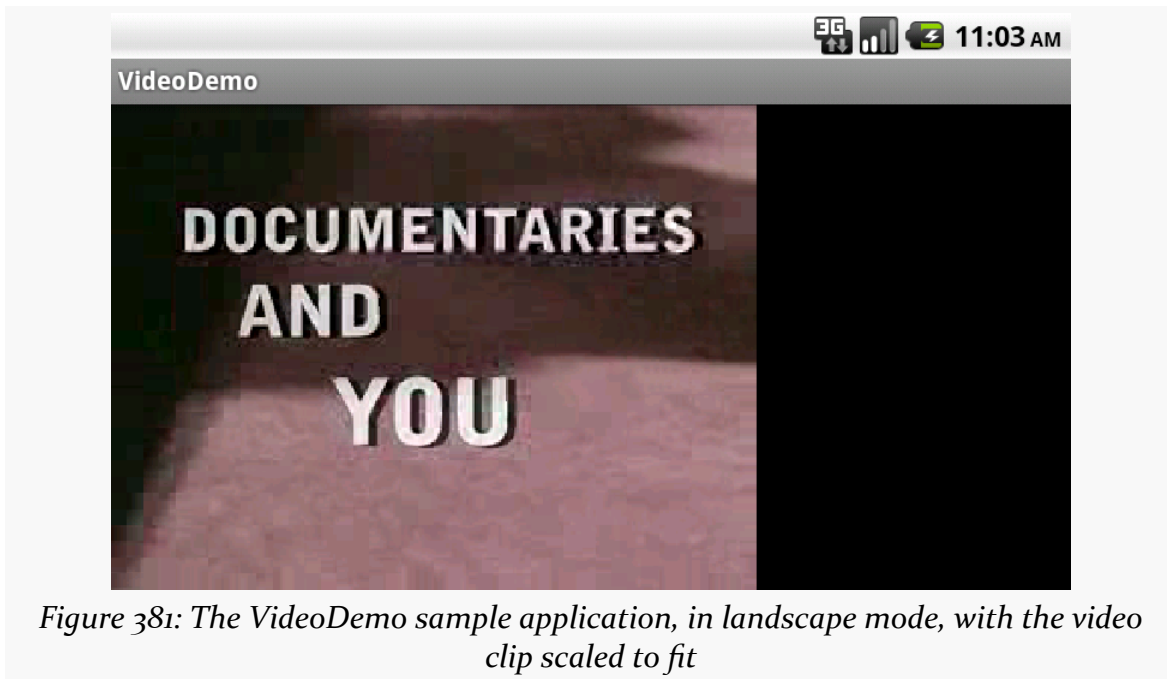 3G 11:03 AM
VideoDemo
DOCUMENTARIES
AND
YOU
Figure 381: The VideoDemo sample application, in landscape mode, with the video
clip scaled to fit